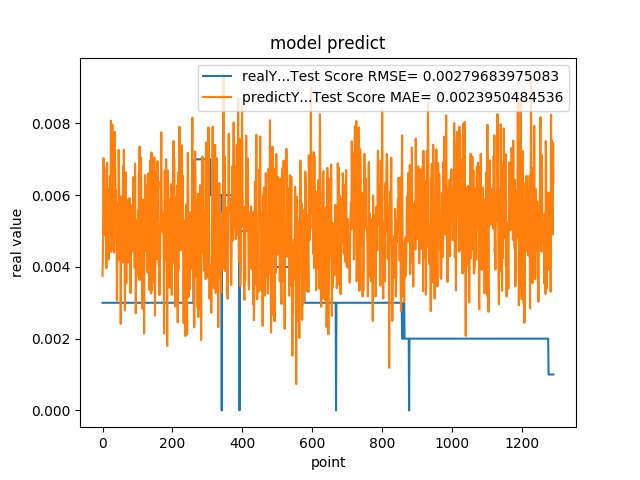 model predict
realY...Test Score RMSE= 0.00279683975083
predictY...Test Score MAE= 0.0023950484536
0.008
0.006
0.004
0.002
0.000
real value
0 200 400 600 800 1000 1200
point